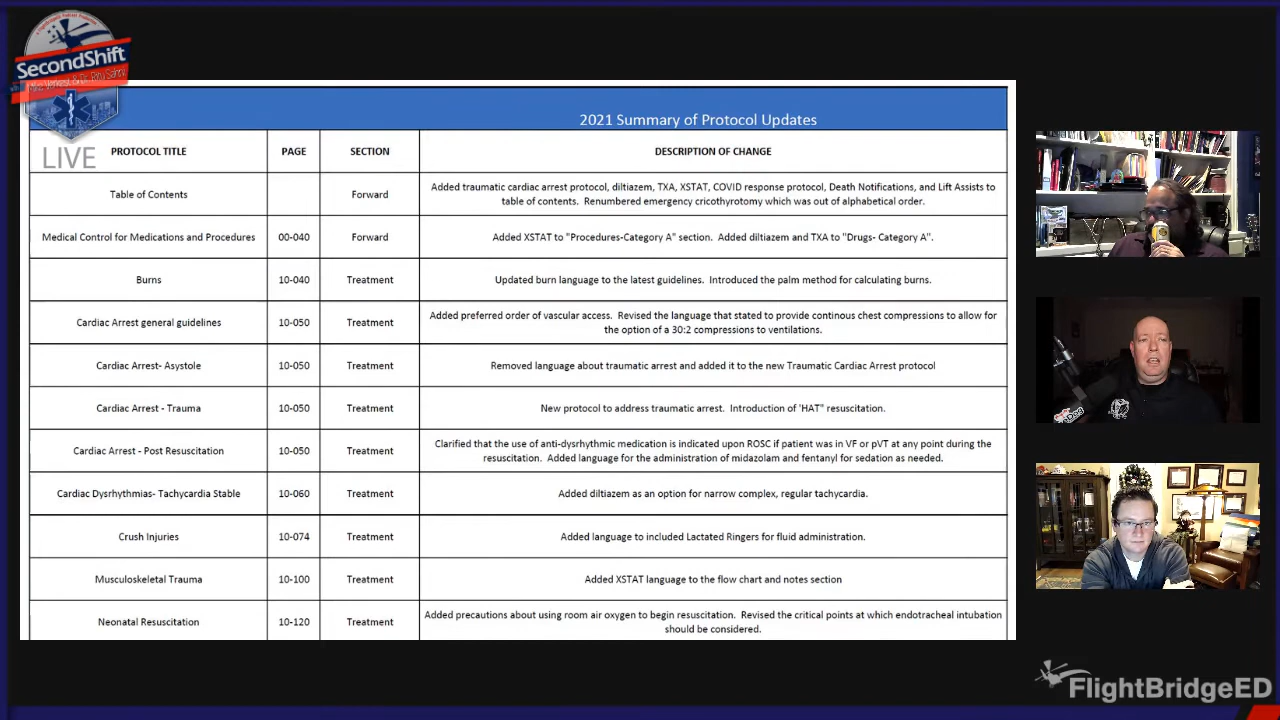 SecondShift
LIVE
2021 Summary of Protocol Updates
PROTOCOL TITLE PAGE SECTION DESCRIPTION OF CHANGE
Table of Contents Forward Added traumatic cardiac arrest protocol, diltiazem, TXA, XSTAT, COVID response protocol, Death Notifications, and Lift Assists to
table of contents. Renumbered emergency cricothyrotomy which was out of alphabetical order.
Medical Control for Medications and Procedures 00-040 Forward Added XSTAT to "Procedures-Category A" section. Added diltiazem and TXA to "Drugs- Category A".
Burns 10-040 Treatment Updated burn language to the latest guidelines. Introduced the palm method for calculating burns.
Cardiac Arrest general guidelines 10-050 Treatment Added preferred order of vascular access. Revised the language that stated to provide continous chest compressions to allow for
the option of a 30:2 compressions to ventilations.
Cardiac Arrest- Asystole 10-050 Treatment Removed language about traumatic arrest and added it to the new Traumatic Cardiac Arrest protocol
Cardiac Arrest - Trauma 10-050 Treatment New protocol to address traumatic arrest. Introduction of 'HAT" resuscitation.
Cardiac Arrest - Post Resuscitation 10-050 Treatment Clarified that the use of anti-dysrhythmic medication is indicated upon ROSC if patient was in VF or pVT at any point during the
resuscitation. Added language for the administration of midazolam and fentanyl for sedation as needed.
Cardiac Dysrhythmias- Tachycardia Stable 10-060 Treatment Added diltiazem as an option for narrow complex, regular tachycardia.
Crush Injuries 10-074 Treatment Added language to included Lactated Ringers for fluid administration.
Musculoskeletal Trauma 10-100 Treatment Added XSTAT language to the flow chart and notes section
Neonatal Resuscitation 10-120 Treatment Added precautions about using room air oxygen to begin resuscitation. Revised the critical points at which endotracheal intubation
should be considered.
FlightBridgeED